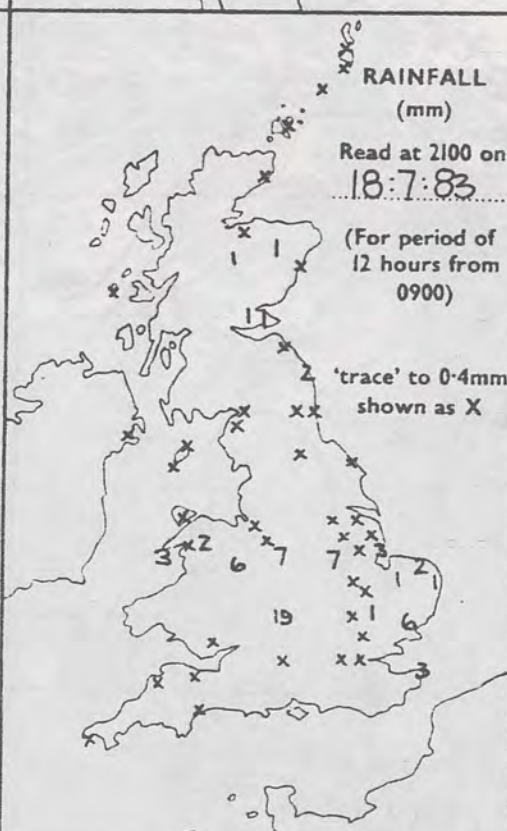 RAINFALL
(mm)
Read at 2100 on
18:7:83
(For period of
12 hours from
0900)
'trace' to 0·4mm
shown as X
1 1
17
2
3 2
6 7 7 3
1 2 1
19 1 6
3